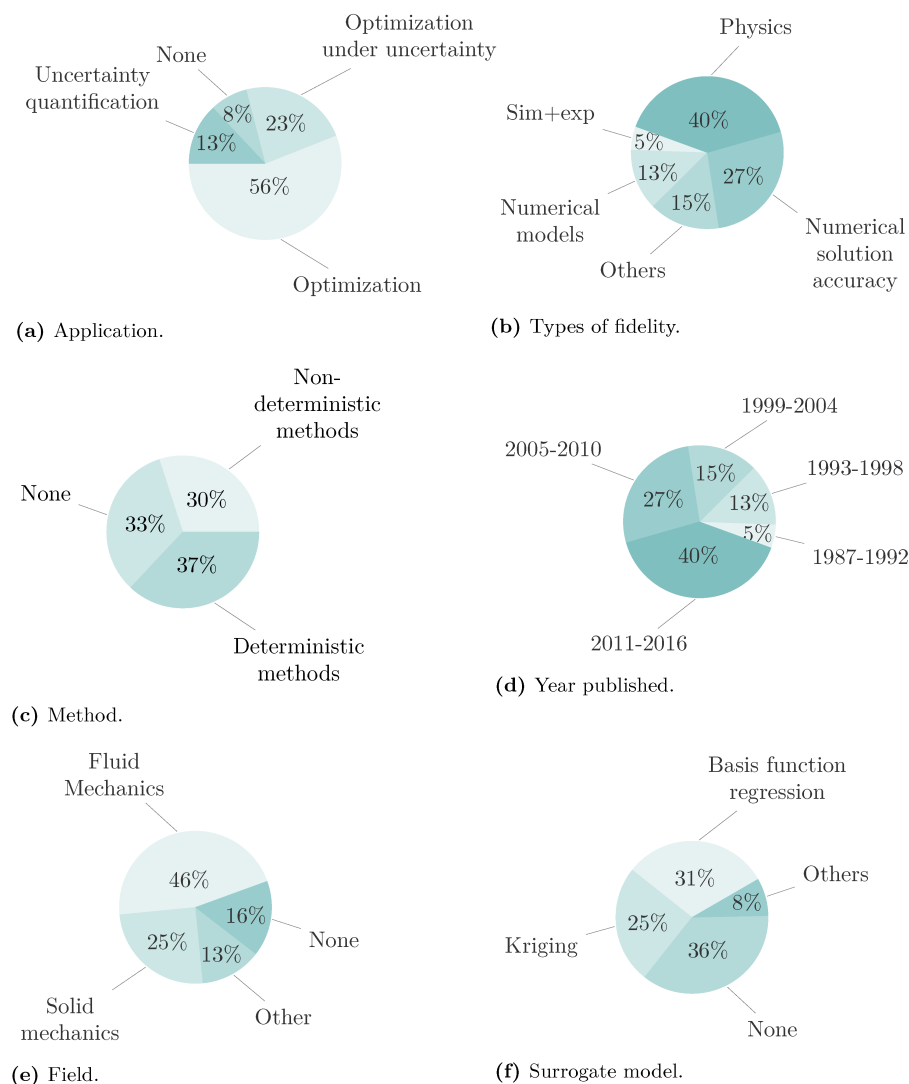 Optimization
under uncertainty
None
Uncertainty
quantification
8%
23%
13%
56%
Optimization
(a) Application.
Physics
Sim+exp
40%
5%
13%
27%
15%
Numerical
models
Numerical
solution
accuracy
Others
(b) Types of fidelity.
Non-
deterministic
methods
None
30%
33%
37%
Deterministic
methods
(c) Method.
1999-2004
2005-2010
1993-1998
15%
27%
13%
5%
40%
1987-1992
2011-2016
(d) Year published.
Fluid
Mechanics
46%
16%
25%
13%
None
Solid
mechanics
Other
(e) Field.
Basis function
regression
31%
Others
8%
Kriging
25%
36%
None
(f) Surrogate model.